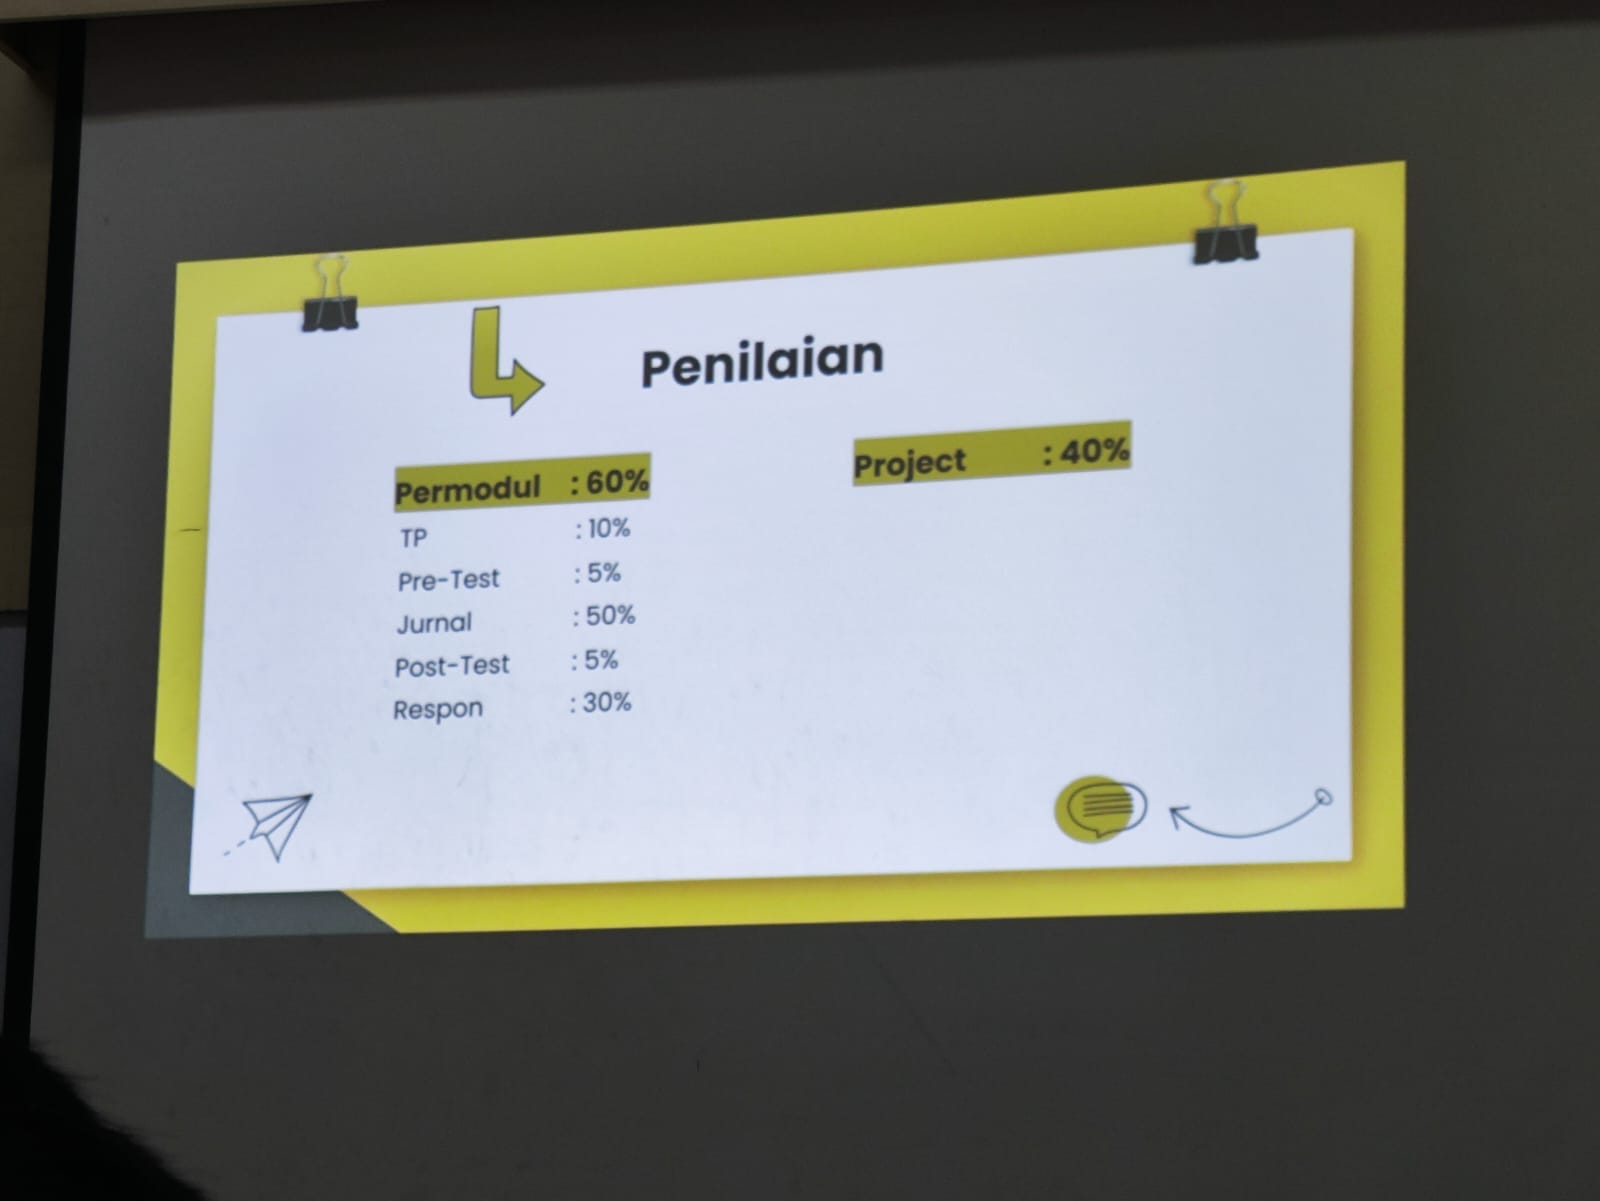 Penilaian
Permodul : 60%
TP : 10%
Pre-Test : 5%
Jurnal : 50%
Post-Test : 5%
Respon : 30%
Project : 40%